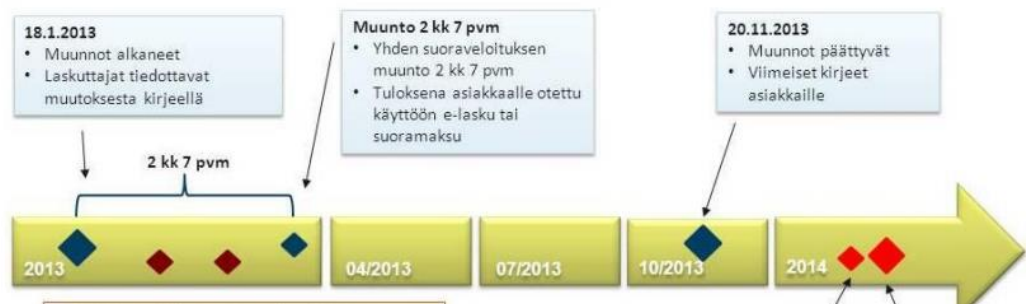 18.1.2013
• Muunnot alkaneet
• Laskuttajat tiedottavat
muutoksesta kirjeellä
Muunto 2 kk 7 pvm
• Yhden suoraveloituksen
muunto 2 kk 7 pvm
• Tuloksena asiakkaalle otettu
käyttöön e-lasku tai
suoramaksu
20.11.2013
• Muunnot päättyvät
• Viimeiset kirjeet
asiakkaille
2 kk 7 pvm
2013
04/2013
07/2013
10/2013
2014